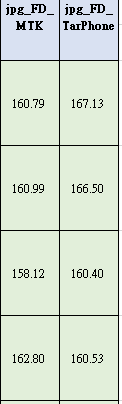 jpg_FD_ jpg_FD_
MTK TarPhone
160.79 167.13
160.99 166.50
158.12 160.40
162.80 160.53